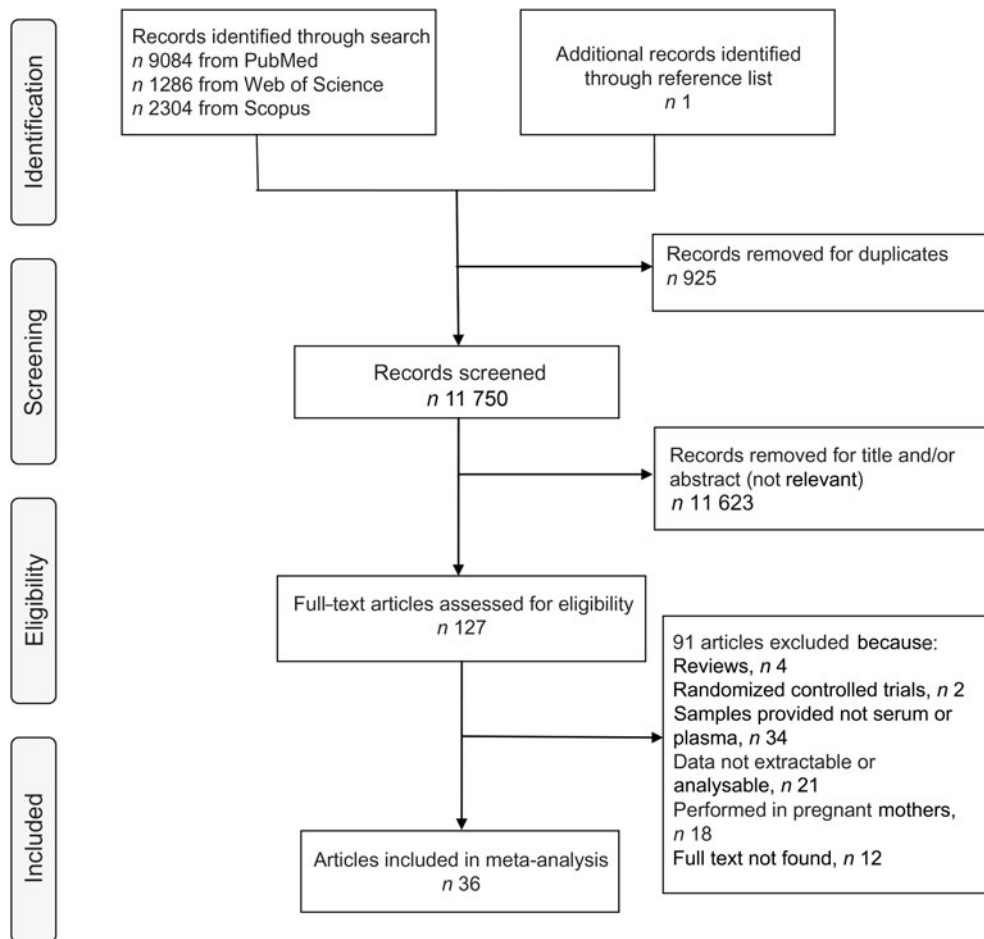 Identification
Records identified through search
n 9084 from PubMed
n 1286 from Web of Science
n 2304 from Scopus
Additional records identified
through reference list
n 1
Screening
Records removed for duplicates
n 925
Records screened
n 11 750
Records removed for title and/or
abstract (not relevant)
n 11 623
Eligibility
Full-text articles assessed for eligibility
n 127
91 articles excluded because:
Reviews, n 4
Randomized controlled trials, n 2
Samples provided not serum or
plasma, n 34
Data not extractable or
analysable, n 21
Performed in pregnant mothers,
n 18
Full text not found, n 12
Included
Articles included in meta-analysis
n 36